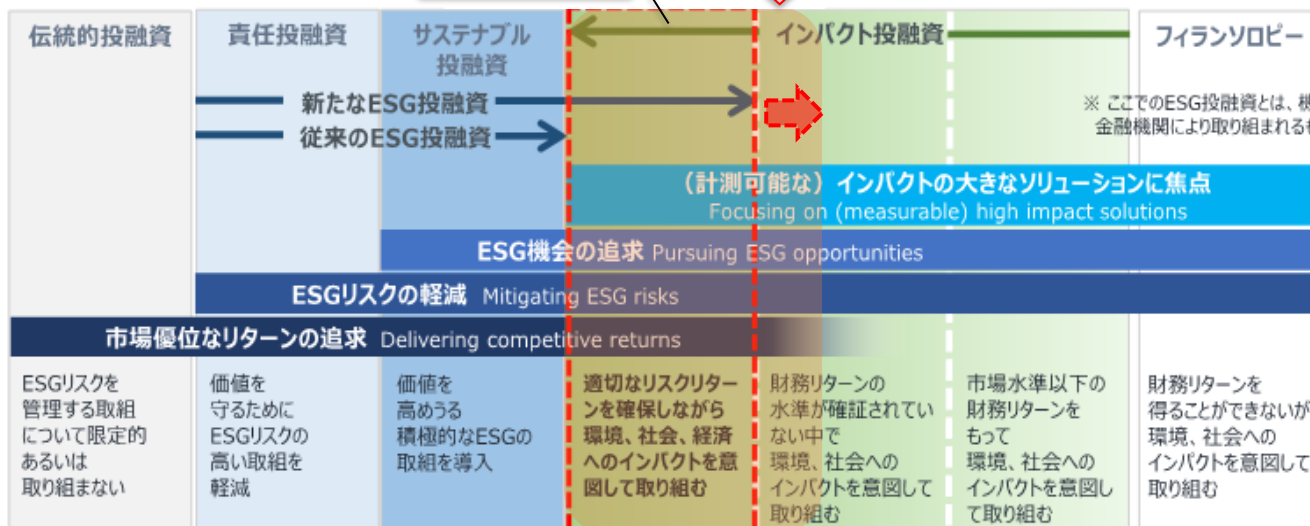 伝統的投融資
責任投融資
サステナブル
投融資
インパクト投融資
フィランソロピー
新たなESG投融資
従来のESG投融資
※ ここでのESG投融資とは、機
金融機関により取り組まれる
（計測可能な）インパクトの大きなソリューションに焦点
Focusing on (measurable) high impact solutions
ESG機会の追求 Pursuing ESG opportunities
ESGリスクの軽減 Mitigating ESG risks
市場優位なリターンの追求 Delivering competitive returns
ESGリスクを
管理する取組
について限定的
あるいは
取り組まない
価値を
守るために
ESGリスクの
高い取組を
軽減
価値を
高めうる
積極的なESGの
取組を導入
適切なリスクリター
ンを確保しながら
環境、社会、経済
へのインパクトを意
図して取り組む
財務リターンの
水準が確証されてい
ない中で
環境、社会への
インパクトを意図して
取り組む
市場水準以下の
財務リターンを
もって
環境、社会への
インパクトを意図し
て取り組む
財務リターンを
得ることができないが
環境、社会への
インパクトを意図して
取り組む